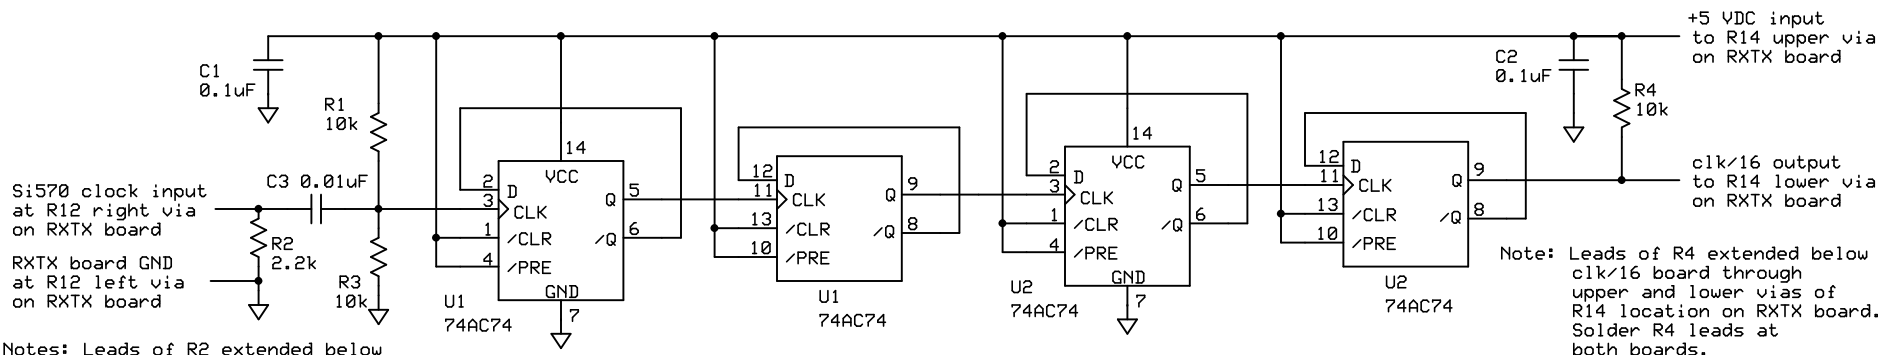 +5 VDC input
to R14 upper via
on RXTX board
C1
0.1uF
C2
0.1uF
R1
10k
R4
10k
14
VCC
14
VCC
C3 0.01uF
Si570 clock input
at R12 right via
on RXTX board
R2
2.2k
RXTX board GND
at R12 left via
on RXTX board
R3
10k
2
D
3
CLK
1
/CLR
4
/PRE
Q
5
/Q
6
GND
7
U1
74AC74
12
D
11
CLK
13
/CLR
10
/PRE
Q
9
/Q
8
U1
74AC74
2
D
3
CLK
1
/CLR
4
/PRE
Q
5
/Q
6
GND
7
U2
74AC74
12
D
11
CLK
13
/CLR
10
/PRE
Q
9
/Q
8
U2
74AC74
clk/16 output
to R14 lower via
on RXTX board
Note: Leads of R4 extended below
clk/16 board through
upper and lower vias of
R14 location on RXTX board.
Solder R4 leads at
both boards.
Notes: Leads of R2 extended below